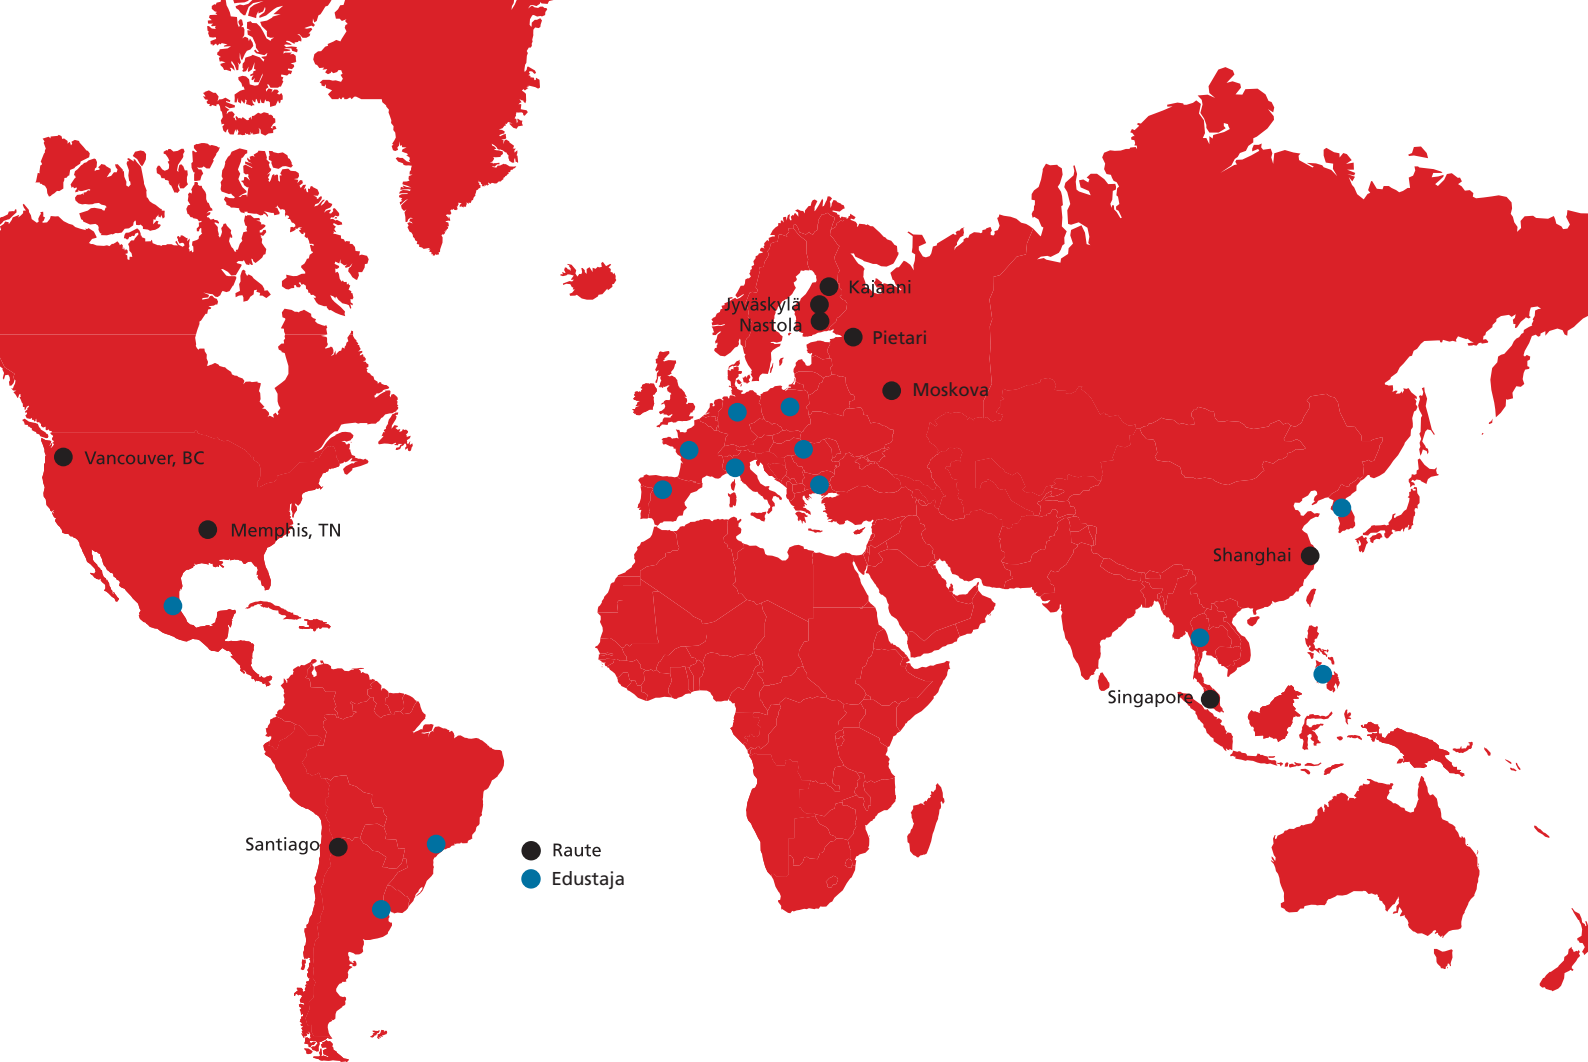 Kajaani
Jyväskylä
Nastola
Pietari
Moskova
Vancouver, BC
Memphis, TN
Shanghai
Singapore
Santiago
Raute
Edustaja